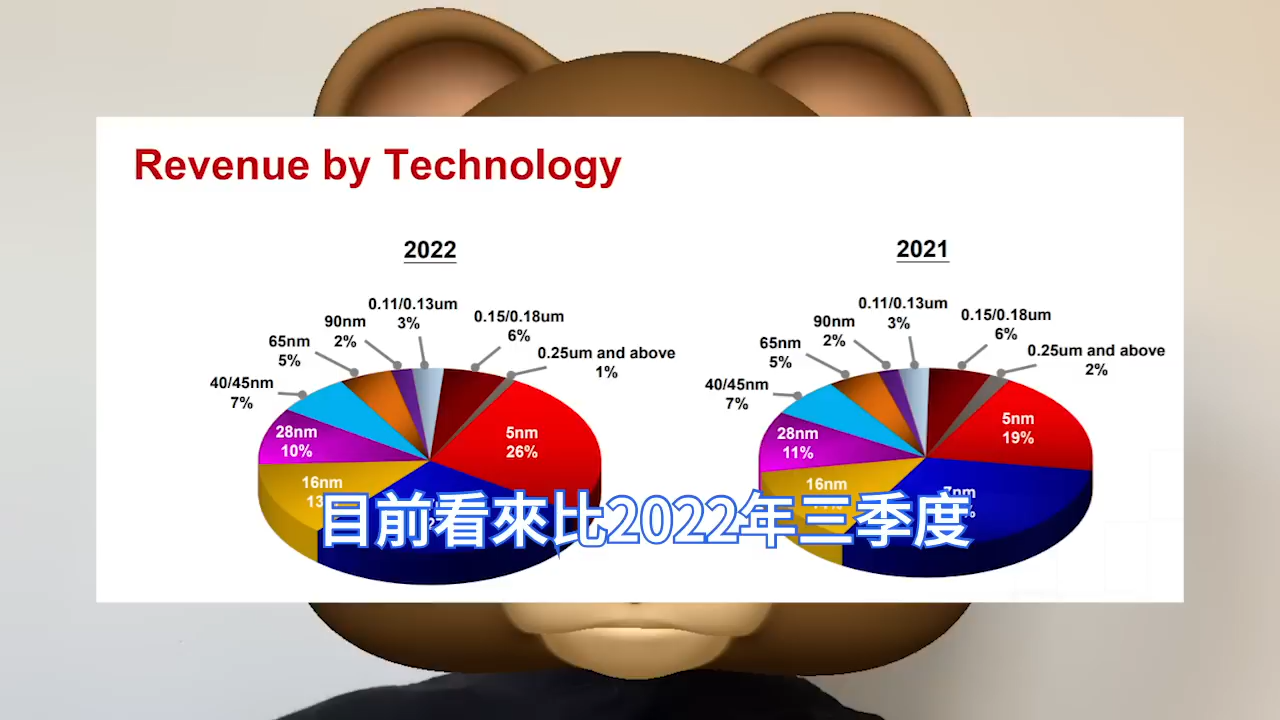 Revenue by Technology
2022
0.11/0.13um
3%
0.15/0.18um
6%
90nm
2%
0.25um and above
1%
65nm
5%
40/45nm
7%
28nm
10%
5nm
26%
16nm
2021
0.11/0.13um
3%
0.15/0.18um
6%
90nm
2%
0.25um and above
2%
65nm
5%
40/45nm
7%
28nm
11%
5nm
19%
16nm
7nm
目前看來比2022年三季度